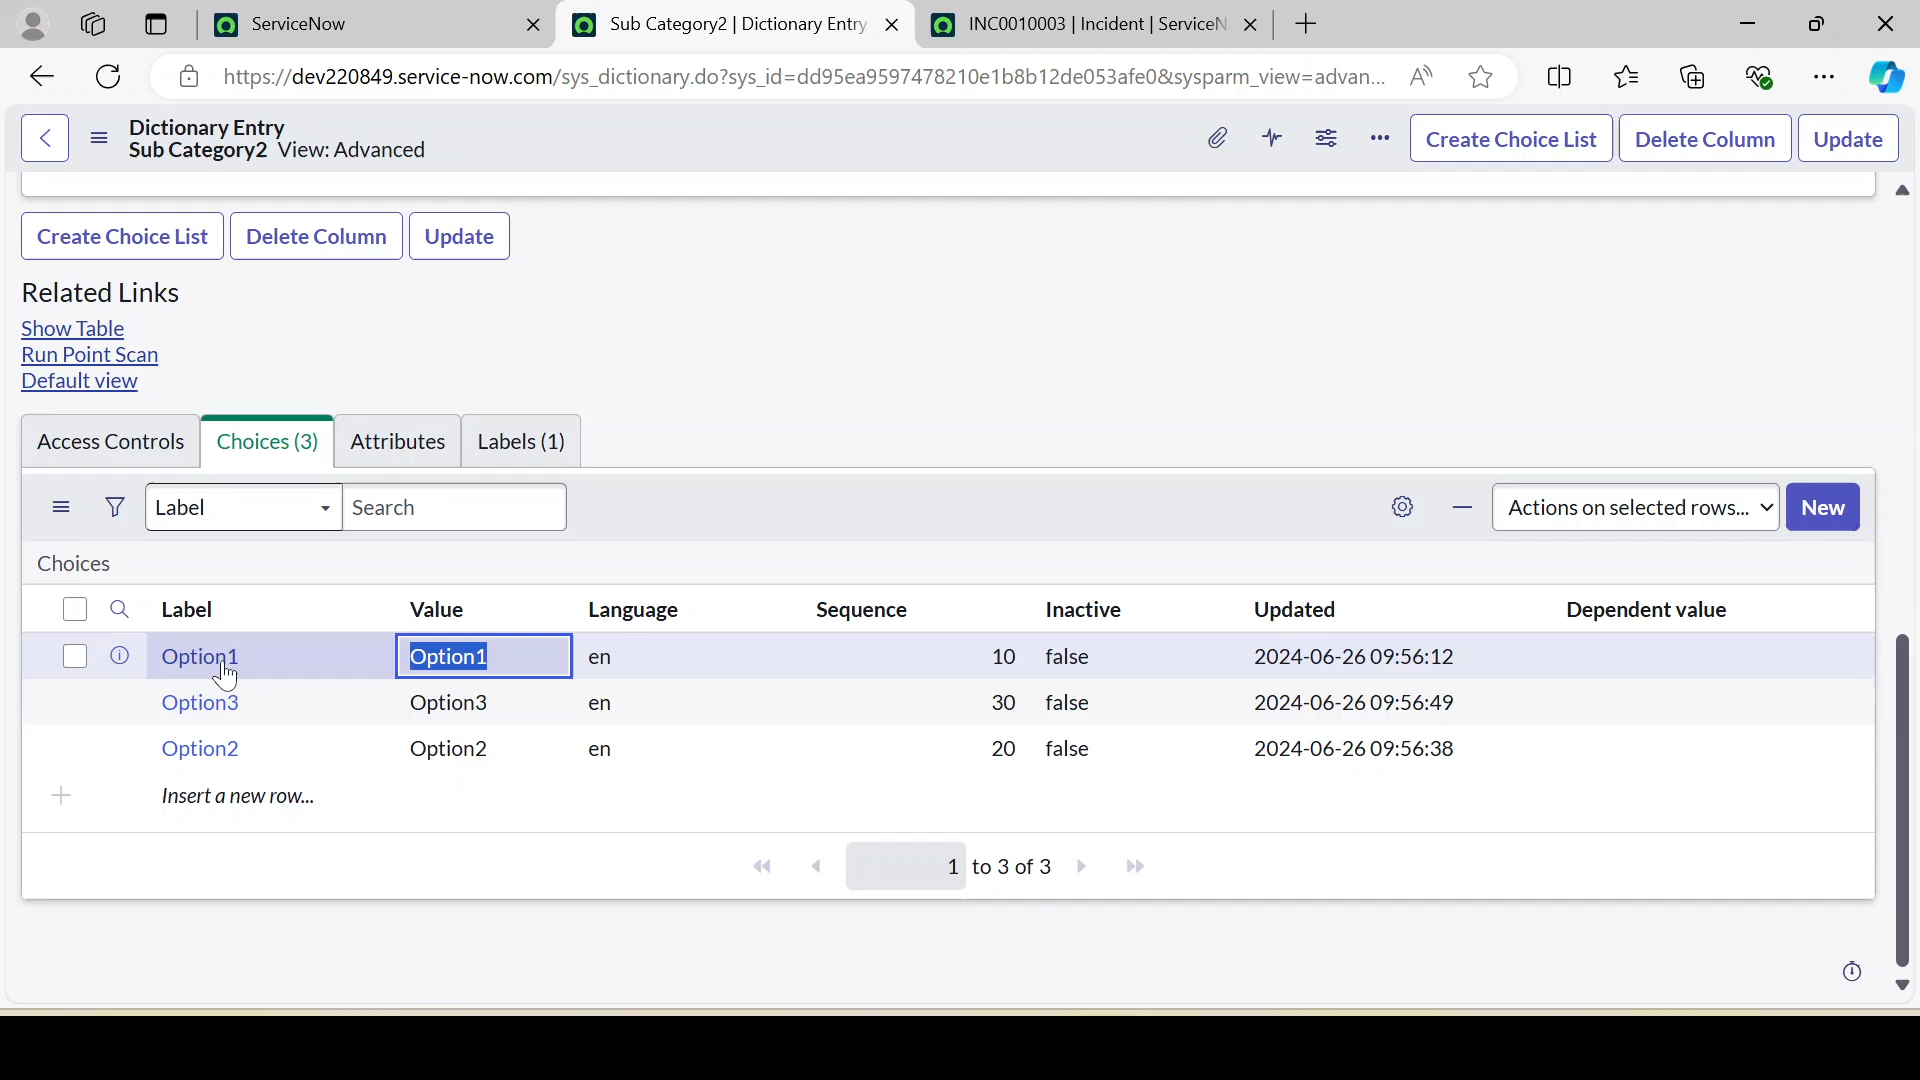 ServiceNow
Sub Category2 | Dictionary Entry
INC0010003 | Incident | ServiceN
https://dev220849.service-now.com/sys_dictionary.do?sys_id=dd95ea9597478210e1b8b12de053afe0&sysparm_view=advan...
Dictionary Entry
Sub Category2 View: Advanced
Create Choice List
Delete Column
Update
Create Choice List
Delete Column
Update
Related Links
Show Table
Run Point Scan
Default view
Access Controls
Choices (3)
Attributes
Labels (1)
Label
Search
Actions on selected rows...
New
Choices
Label Value Language Sequence Inactive Updated Dependent value
Option1 Option1 en 10 false 2024-06-26 09:56:12
Option3 Option3 en 30 false 2024-06-26 09:56:49
Option2 Option2 en 20 false 2024-06-26 09:56:38
Insert a new row...
1 to 3 of 3